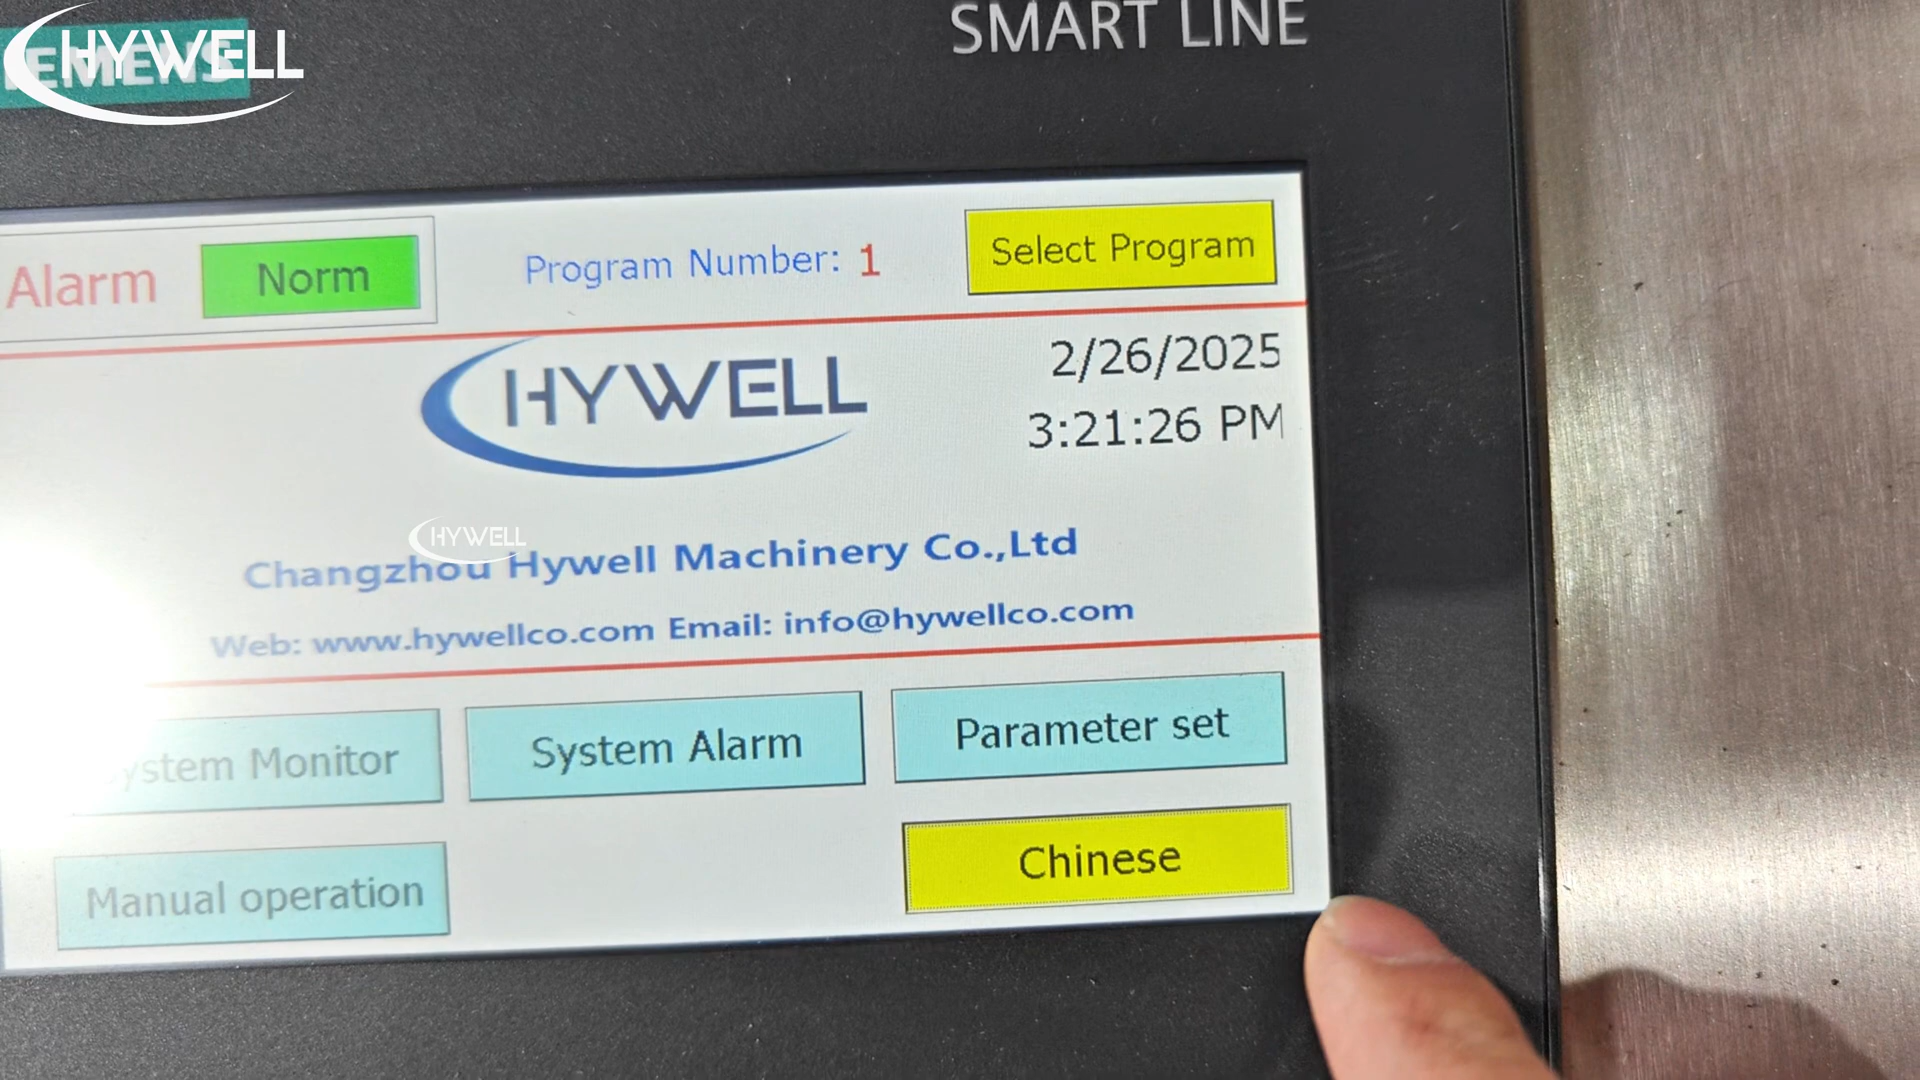 HYWELL
SMART LINE
Alarm
Norm
Program Number: 1
Select Program
HYWELL
2/26/2025
3:21:26 PM
HYWELL
Changzhou Hywell Machinery Co.,Ltd
Web: www.hywellco.com Email: info@hywellco.com
System Monitor
System Alarm
Parameter set
Manual operation
Chinese